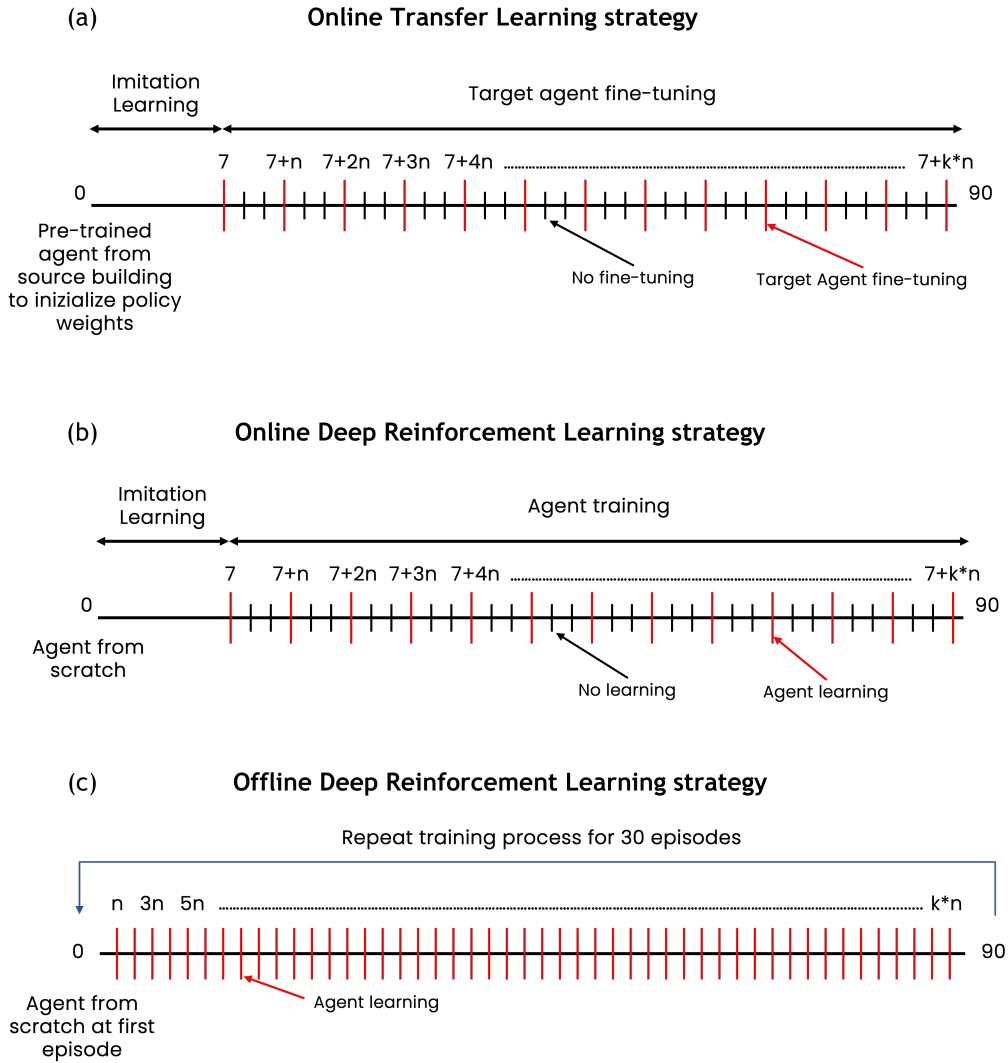 (a)
Online Transfer Learning strategy
Imitation
Learning
Target agent fine-tuning
7 7+n 7+2n 7+3n 7+4n ........ 7+k*n
0
90
Pre-trained
agent from
source building
to inizialize policy
weights
No fine-tuning
Target Agent fine-tuning
(b)
Online Deep Reinforcement Learning strategy
Imitation
Learning
Agent training
7 7+n 7+2n 7+3n 7+4n ........ 7+k*n
0
90
Agent from
scratch
No learning
Agent learning
(c)
Offline Deep Reinforcement Learning strategy
Repeat training process for 30 episodes
n 3n 5n ........ k*n
0
90
Agent from
scratch at first
episode
Agent learning